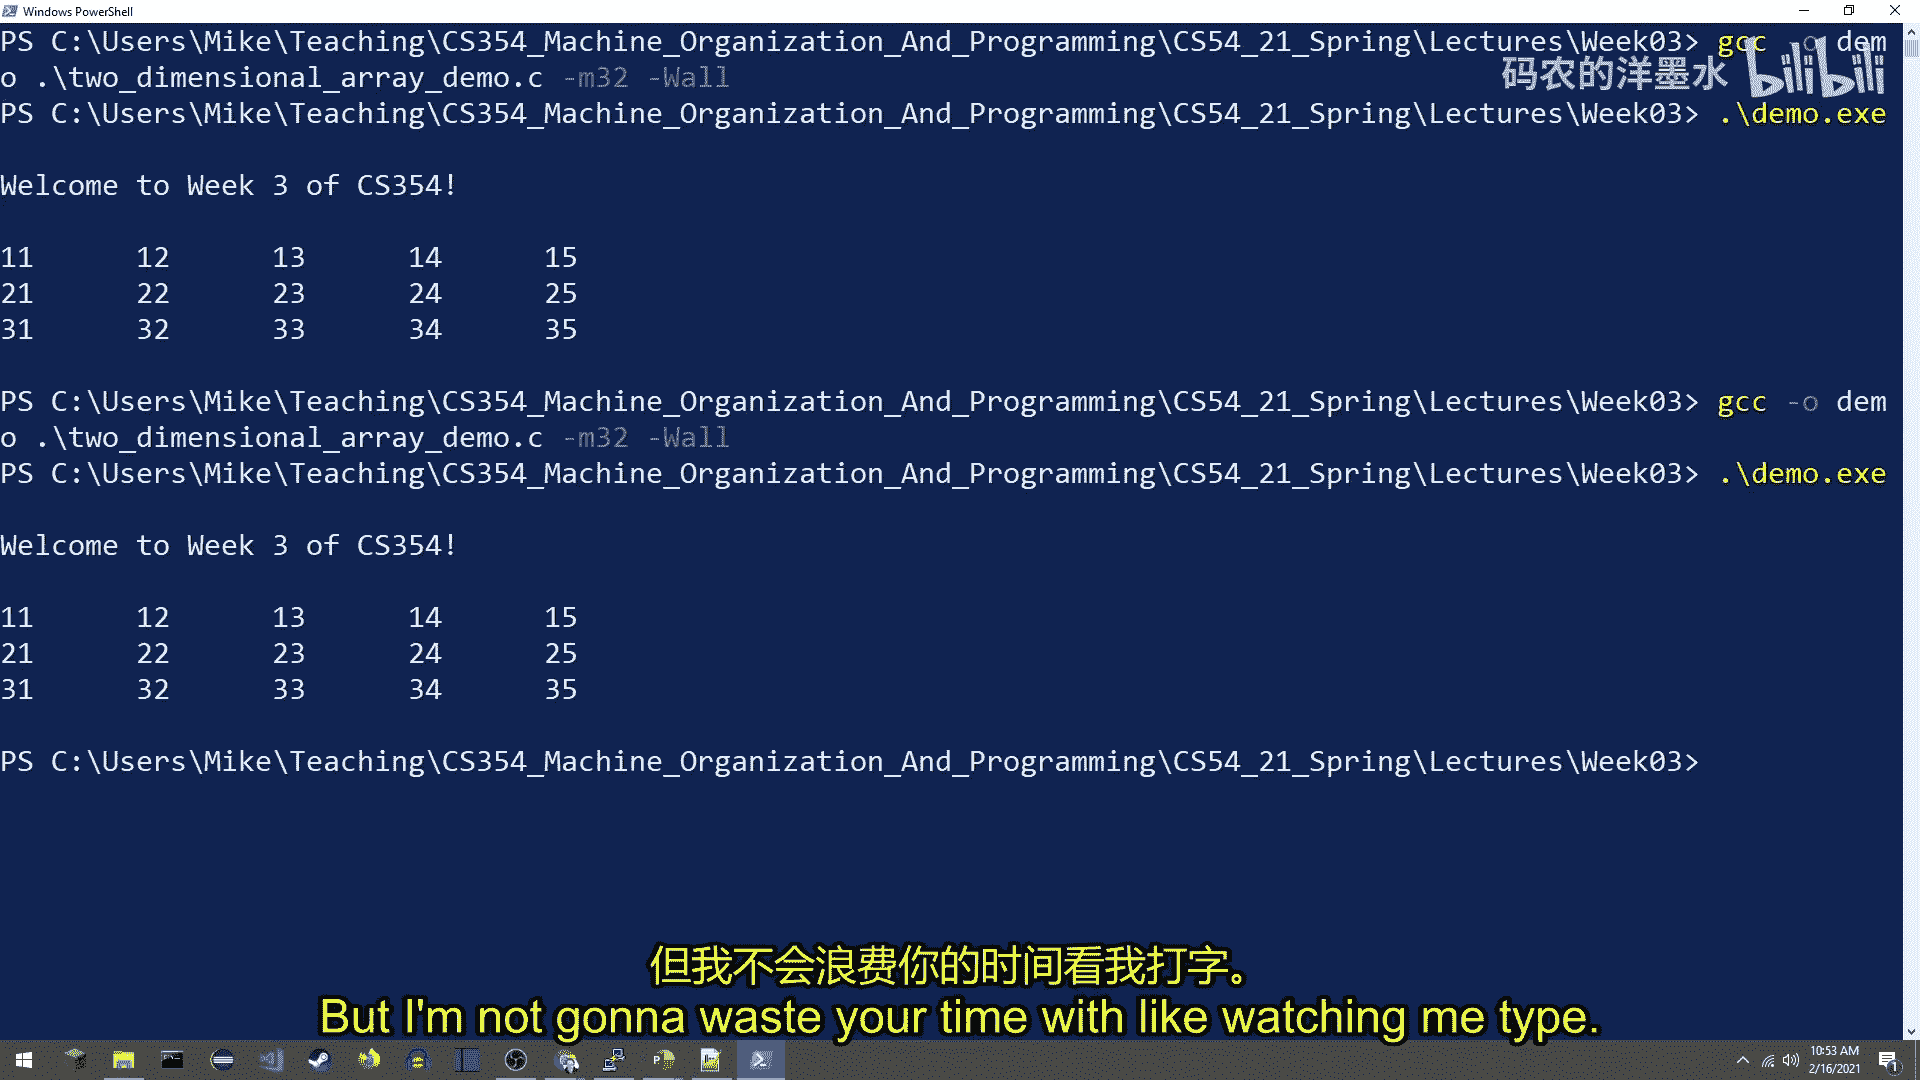 Windows PowerShell
PS C:\Users\Mike\Teaching\CS354_Machine_Organization_And_Programming\CS54_21_Spring\Lectures\Week03> gcc -o dem
o .\two_dimensional_array_demo.c -m32 -Wall
码农的洋墨水 bilibili
PS C:\Users\Mike\Teaching\CS354_Machine_Organization_And_Programming\CS54_21_Spring\Lectures\Week03> .\demo.exe
Welcome to Week 3 of CS354!
11 12 13 14 15
21 22 23 24 25
31 32 33 34 35
PS C:\Users\Mike\Teaching\CS354_Machine_Organization_And_Programming\CS54_21_Spring\Lectures\Week03> gcc -o dem
o .\two_dimensional_array_demo.c -m32 -Wall
PS C:\Users\Mike\Teaching\CS354_Machine_Organization_And_Programming\CS54_21_Spring\Lectures\Week03> .\demo.exe
Welcome to Week 3 of CS354!
11 12 13 14 15
21 22 23 24 25
31 32 33 34 35
PS C:\Users\Mike\Teaching\CS354_Machine_Organization_And_Programming\CS54_21_Spring\Lectures\Week03>
但我不会浪费你的时间看我打字。
But I'm not gonna waste your time with like watching me type.
10:53 AM
2/16/2021